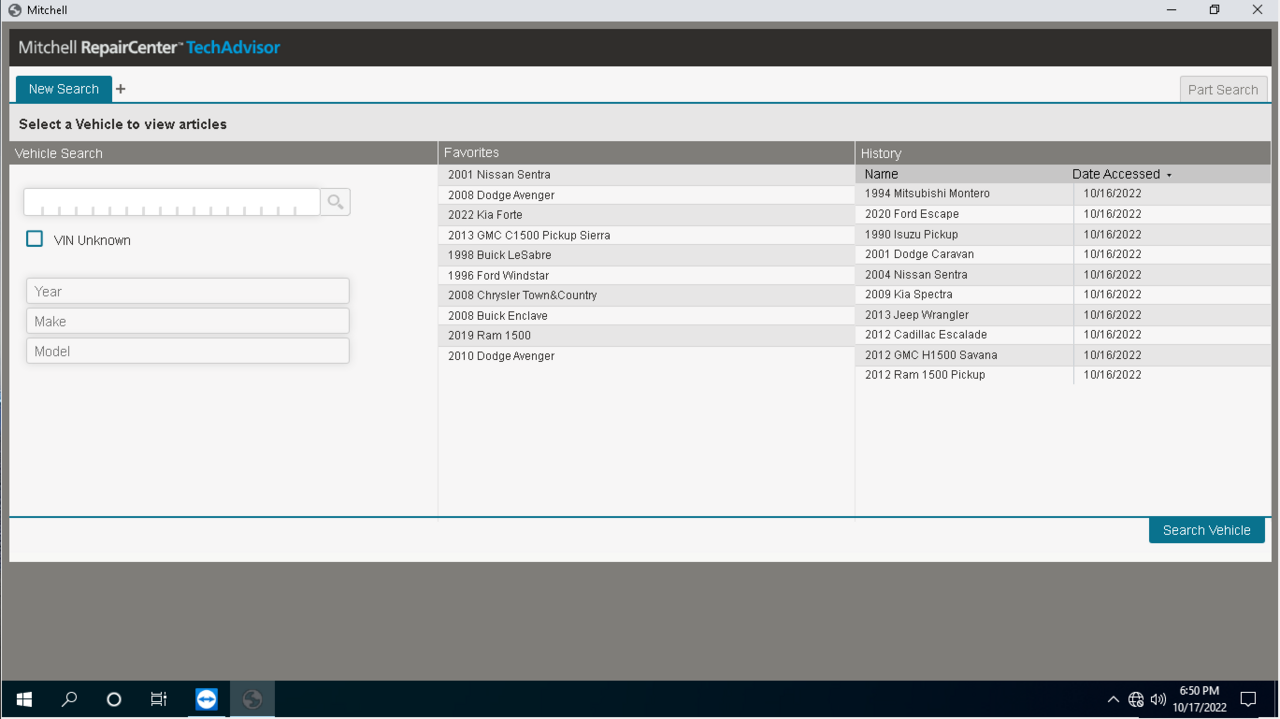 Mitchell
Mitchell RepairCenter™ TechAdvisor
New Search +
Part Search
Select a Vehicle to view articles
Vehicle Search
VIN Unknown
Year
Make
Model
Favorites
2001 Nissan Sentra
2008 Dodge Avenger
2022 Kia Forte
2013 GMC C1500 Pickup Sierra
1998 Buick LeSabre
1996 Ford Windstar
2008 Chrysler Town&Country
2008 Buick Enclave
2019 Ram 1500
2010 Dodge Avenger
History
Name Date Accessed
1994 Mitsubishi Montero 10/16/2022
2020 Ford Escape 10/16/2022
1990 Isuzu Pickup 10/16/2022
2001 Dodge Caravan 10/16/2022
2004 Nissan Sentra 10/16/2022
2009 Kia Spectra 10/16/2022
2013 Jeep Wrangler 10/16/2022
2012 Cadillac Escalade 10/16/2022
2012 GMC H1500 Savana 10/16/2022
2012 Ram 1500 Pickup 10/16/2022
Search Vehicle
6:50 PM
10/17/2022